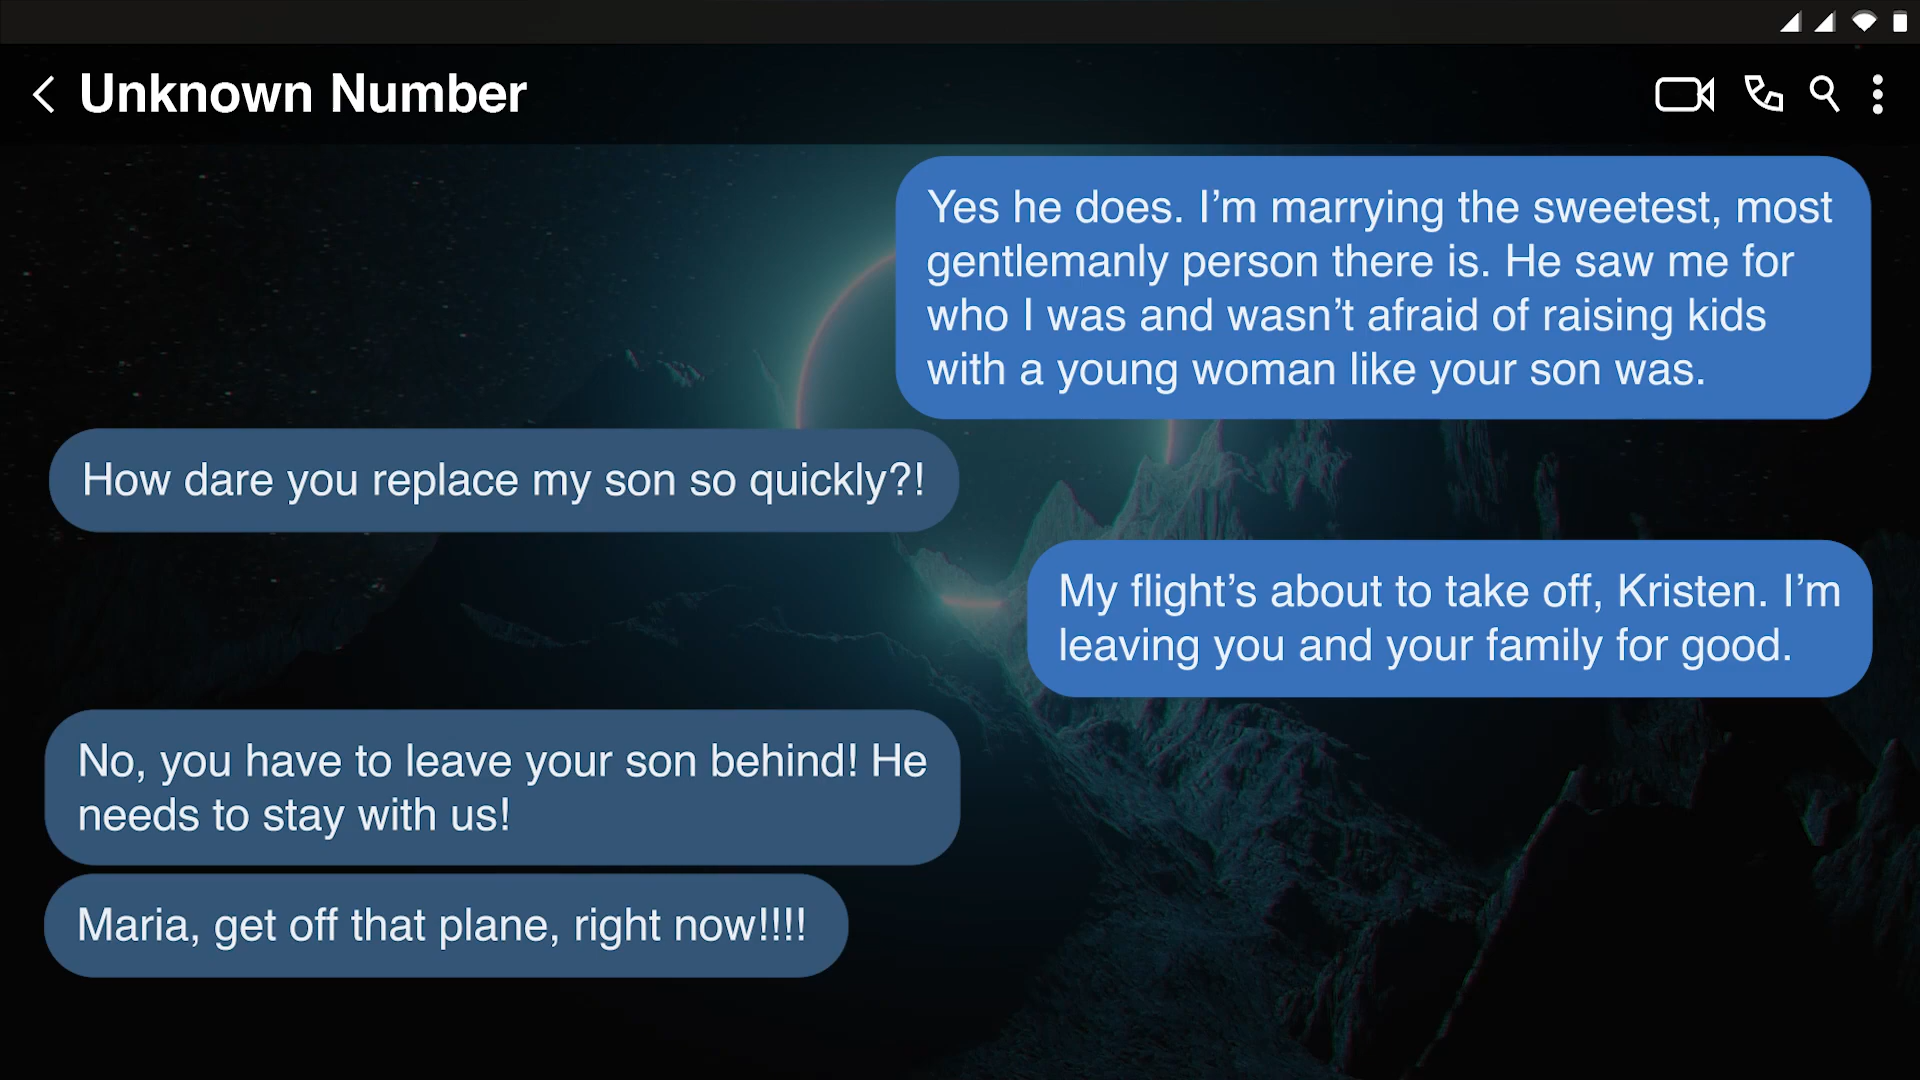 Unknown Number
Yes he does. I’m marrying the sweetest, most
gentlemanly person there is. He saw me for
who I was and wasn’t afraid of raising kids
with a young woman like your son was.
How dare you replace my son so quickly?!
My flight’s about to take off, Kristen. I’m
leaving you and your family for good.
No, you have to leave your son behind! He
needs to stay with us!
Maria, get off that plane, right now!!!!